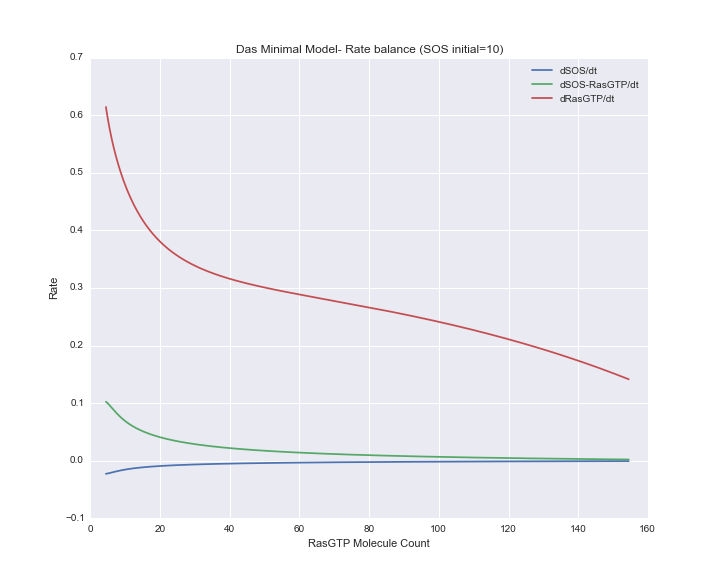 Das Minimal Model- Rate balance (SOS initial=10)
0.7
0.6
0.5
0.4
0.3
0.2
0.1
0.0
−0.1
Rate
dSOS/dt
dSOS-RasGTP/dt
dRasGTP/dt
0 20 40 60 80 100 120 140 160
RasGTP Molecule Count